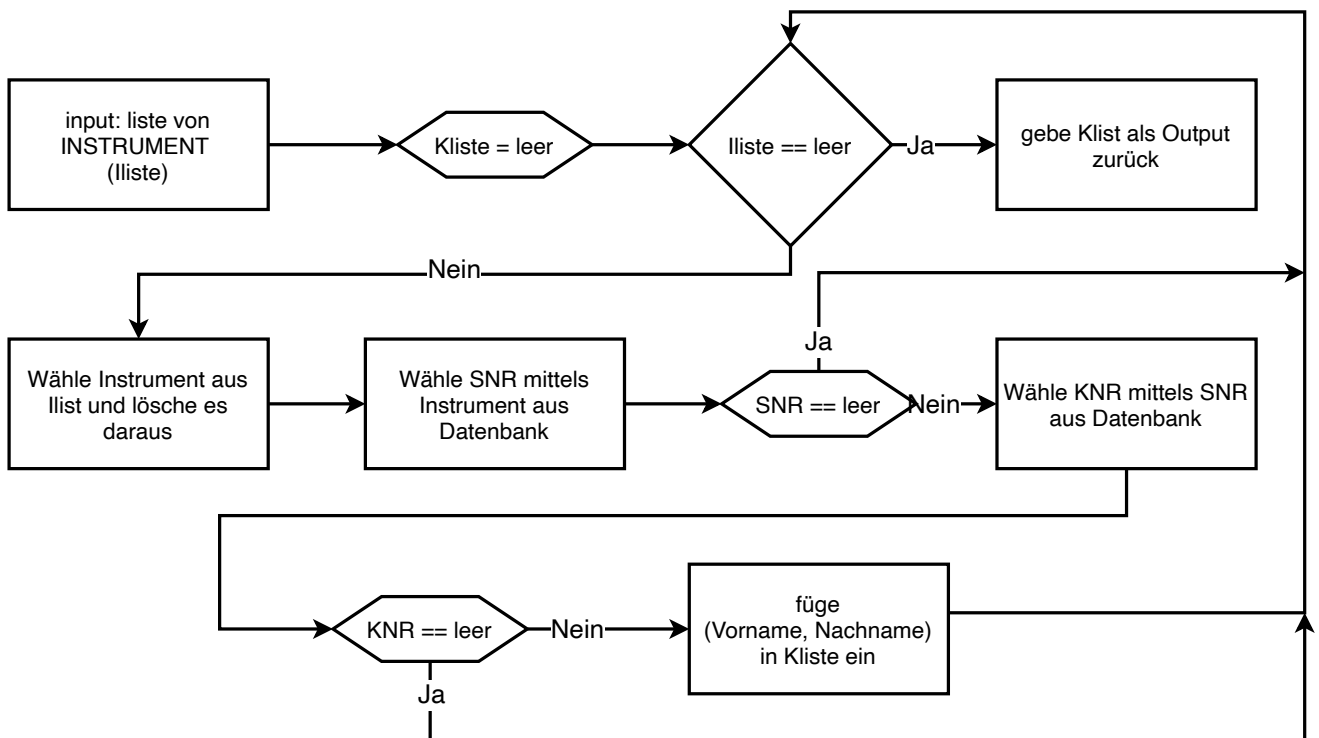 input: liste von
INSTRUMENT
(Iliste)
Kliste = leer
Iliste == leer
Ja
gebe Klist als Output
zurück
Nein
Wähle Instrument aus
Ilist und lösche es
daraus
Wähle SNR mittels
Instrument aus
Datenbank
Ja
SNR == leer
Nein
Wähle KNR mittels SNR
aus Datenbank
KNR == leer
Nein
füge
(Vorname, Nachname)
in Kliste ein
Ja